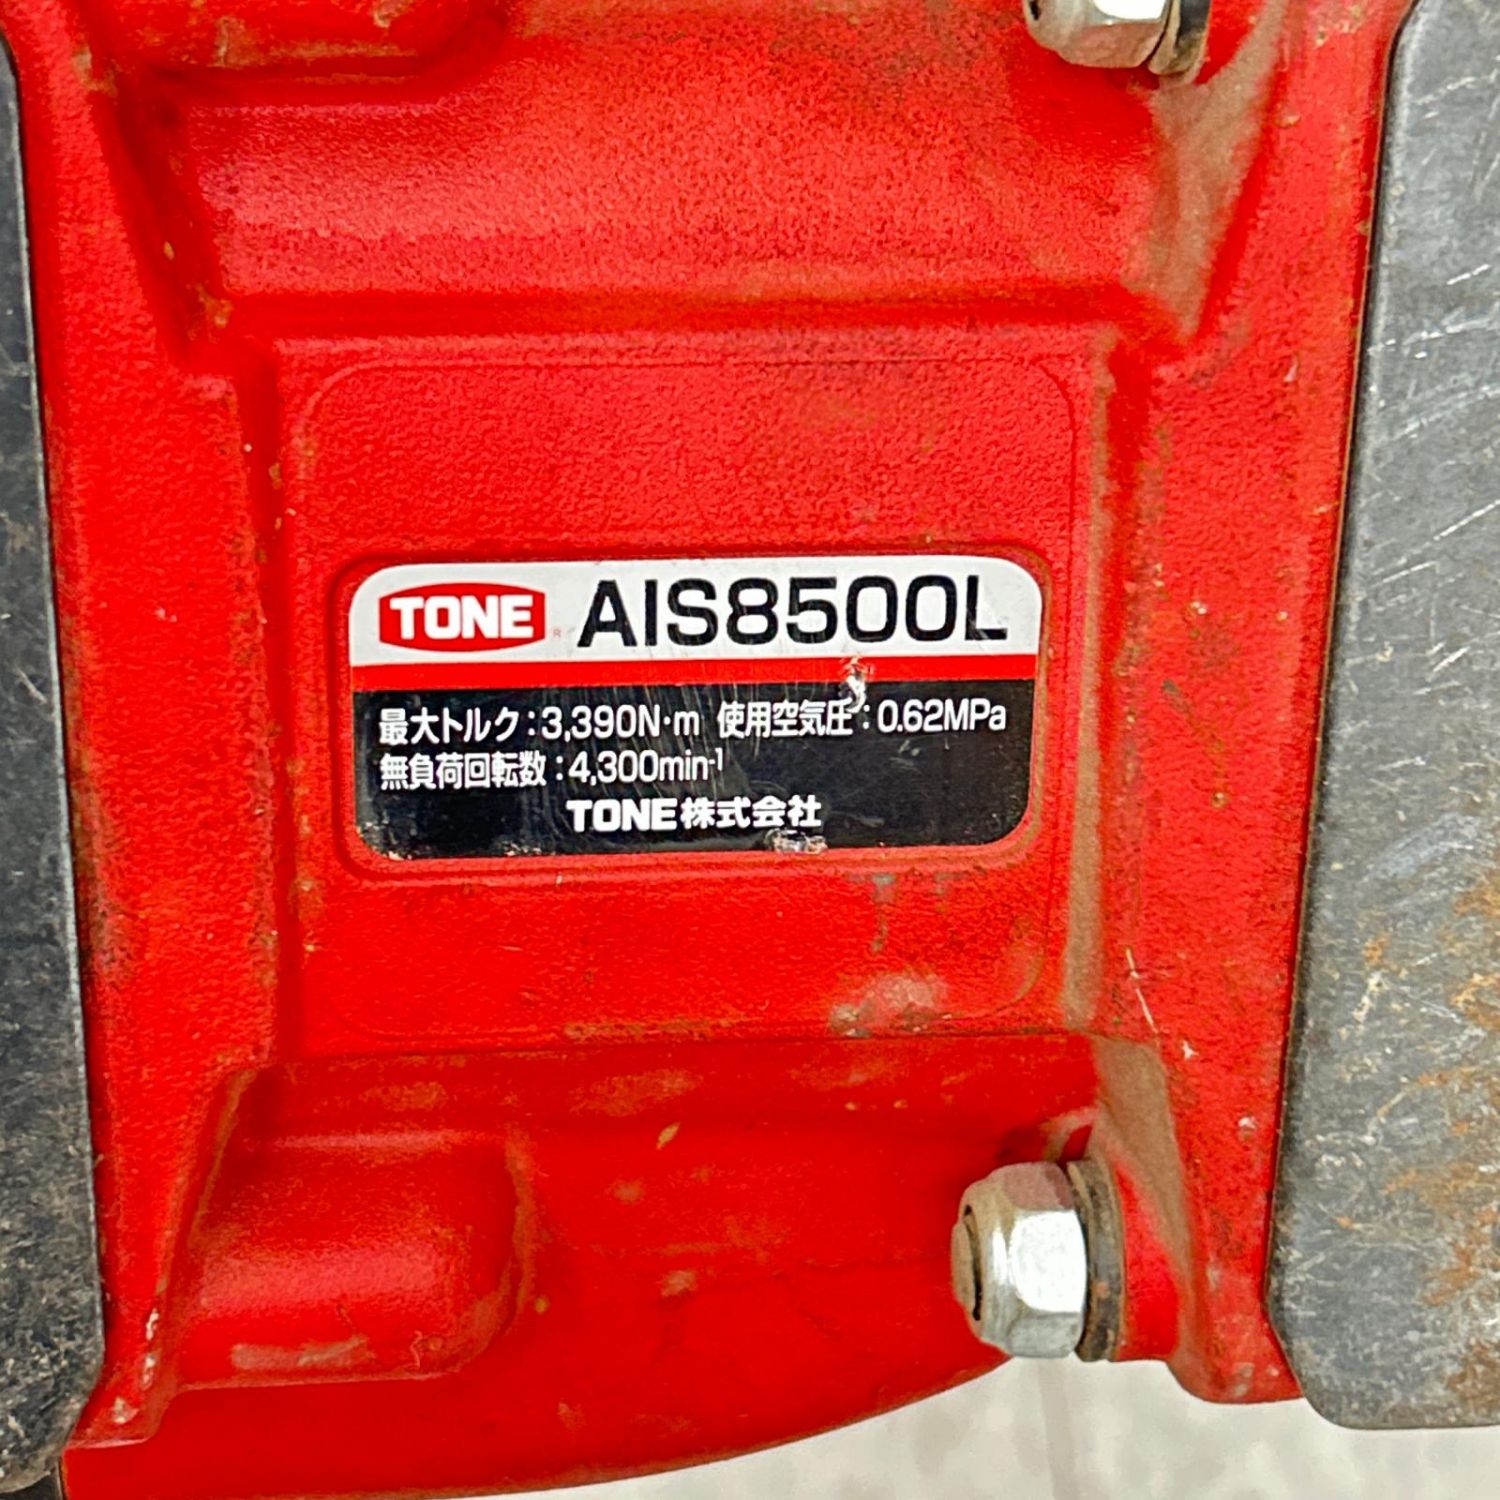 TONE® AIS8500L
最大トルク：3,390N·m 使用空気圧：0.62MPa
無負荷回転数：4,300min-1
TONE株式会社